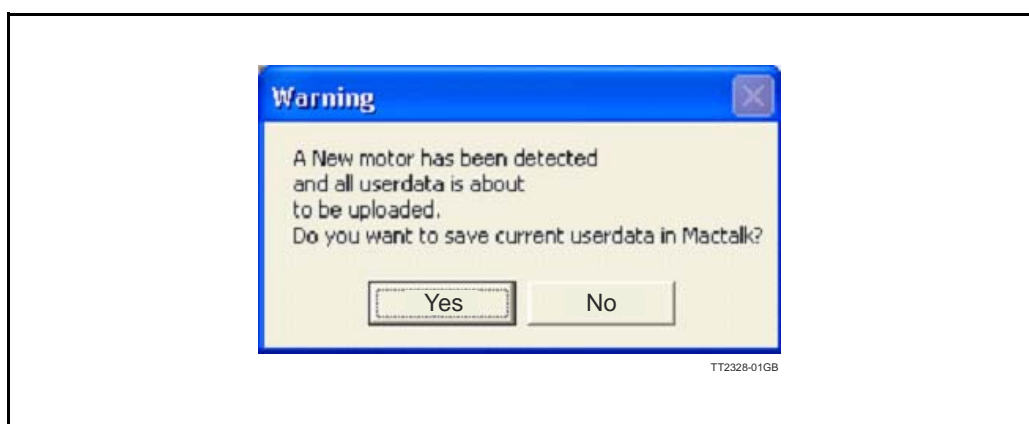 Warning
A New motor has been detected
and all userdata is about
to be uploaded.
Do you want to save current userdata in Mactalk?
Yes No
TT2328-01GB